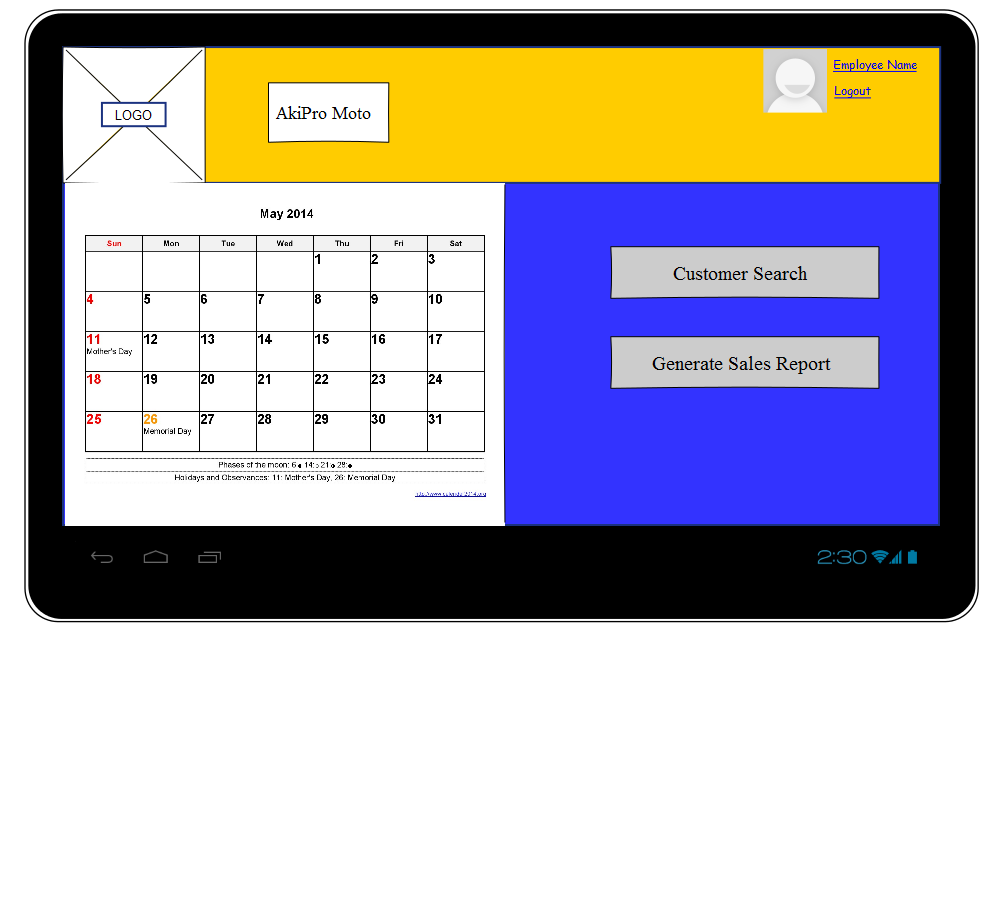 LOGO
AkiPro Moto
Employee Name
Logout
May 2014
Sun Mon Tue Wed Thu Fri Sat
1 2 3
4 5 6 7 8 9 10
11 12 13 14 15 16 17
Mother's Day
18 19 20 21 22 23 24
25 26 27 28 29 30 31
Memorial Day
Phases of the moon: 6: 14: 21: 28:
Holidays and Observances: 11: Mother's Day, 26: Memorial Day
Customer Search
Generate Sales Report
2:30